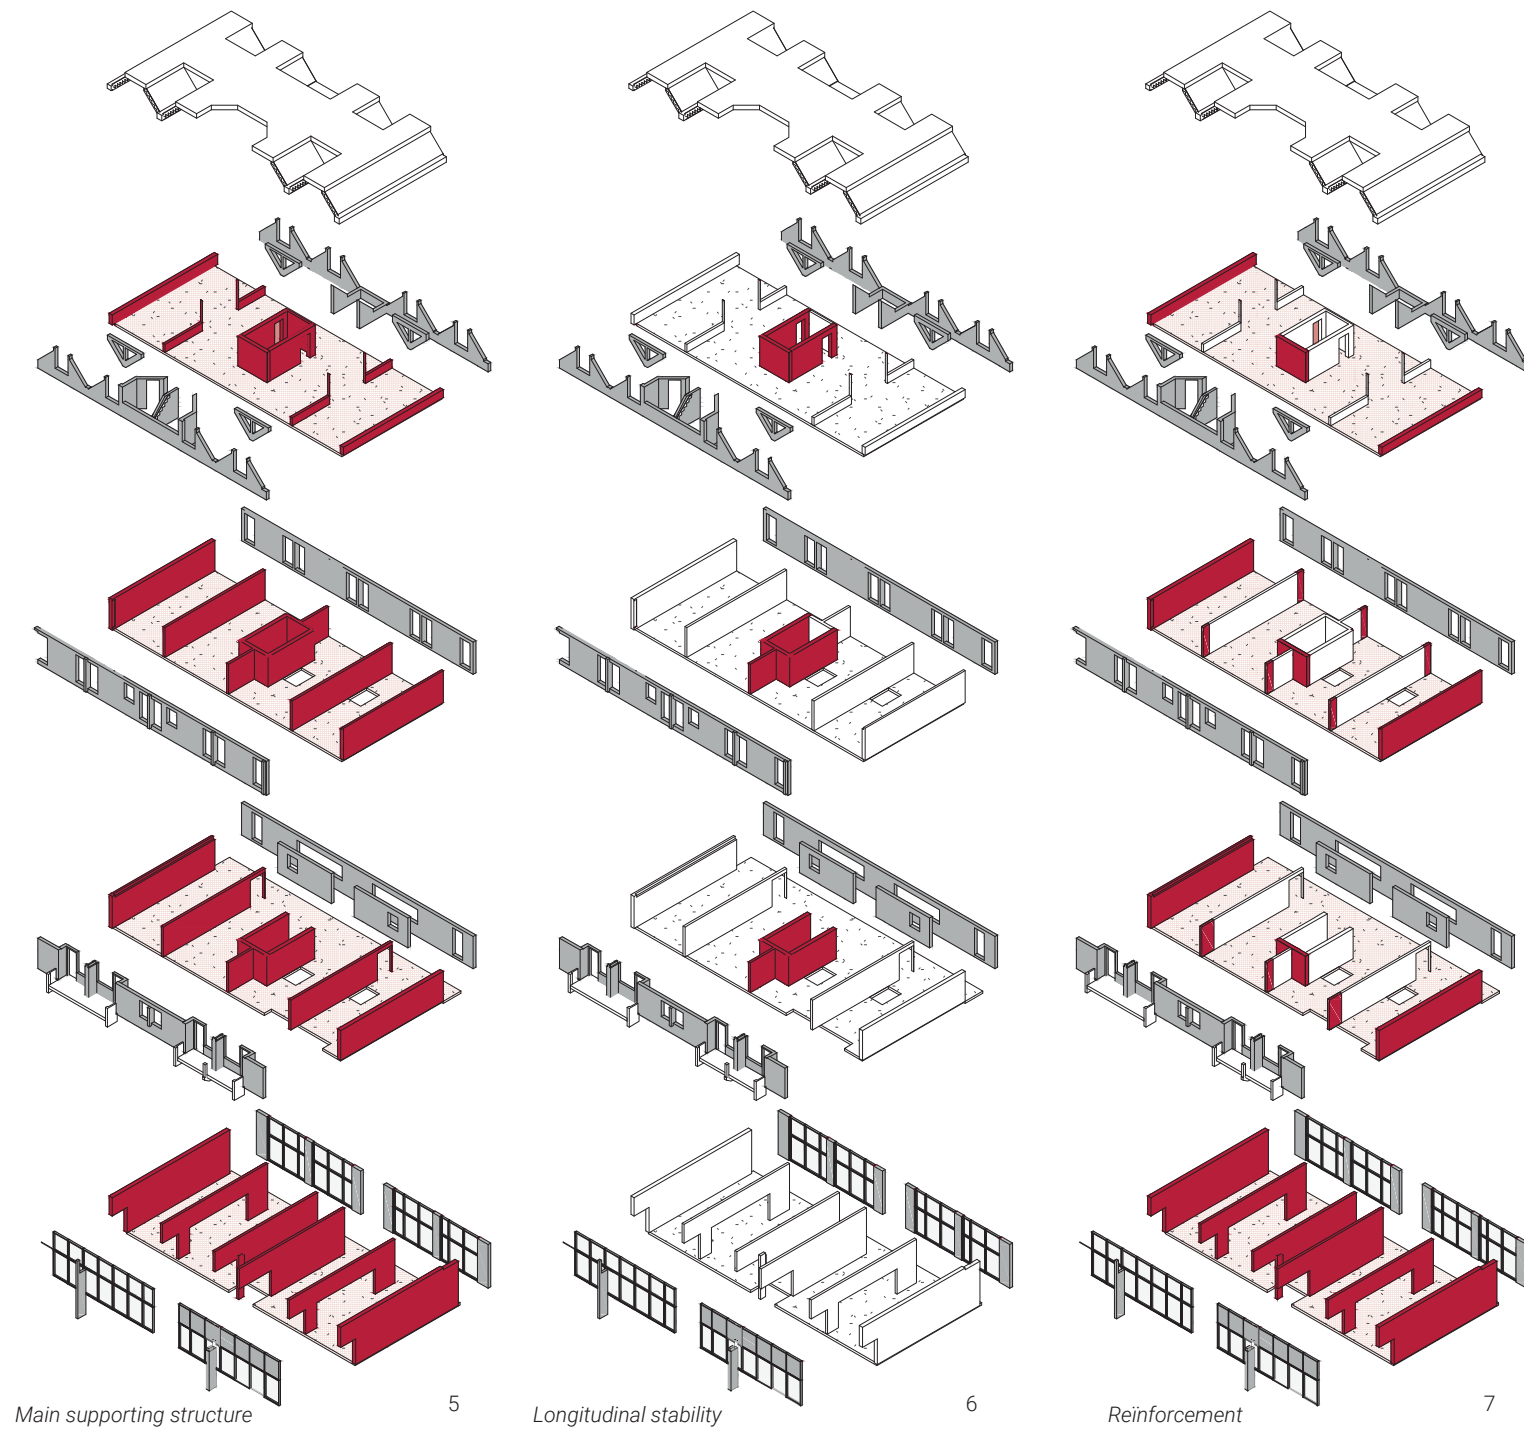 5
Main supporting structure
6
Longitudinal stability
7
Reïnforcement